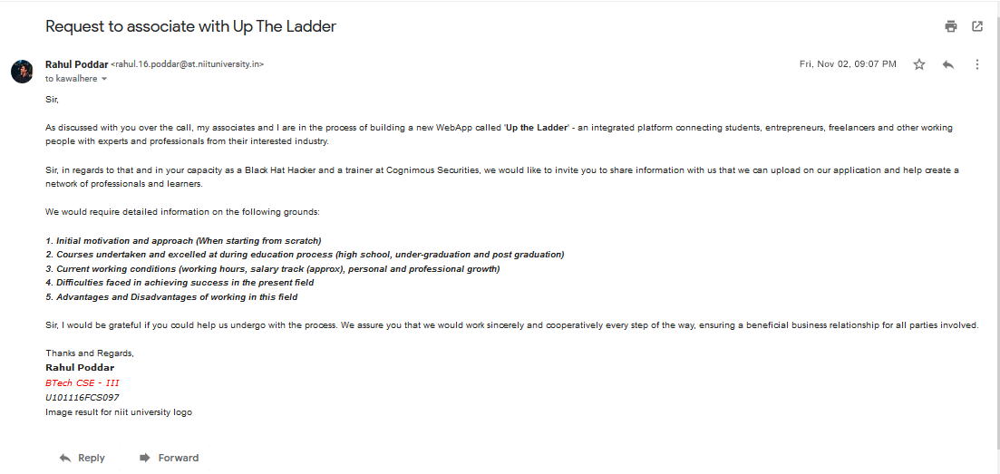 Request to associate with Up The Ladder
Rahul Poddar <rahul.16.poddar@st.niituniversity.in>
Fri, Nov 02, 09:07 PM
to kawalhere
Sir,
As discussed with you over the call, my associates and I are in the process of building a new WebApp called 'Up the Ladder' - an integrated platform connecting students, entrepreneurs, freelancers and other working
people with experts and professionals from their interested industry.
Sir, in regards to that and in your capacity as a Black Hat Hacker and a trainer at Cognimous Securities, we would like to invite you to share information with us that we can upload on our application and help create a
network of professionals and learners.
We would require detailed information on the following grounds:
1. Initial motivation and approach (When starting from scratch)
2. Courses undertaken and excelled at during education process (high school, under-graduation and post graduation)
3. Current working conditions (working hours, salary track (approx), personal and professional growth)
4. Difficulties faced in achieving success in the present field
5. Advantages and Disadvantages of working in this field
Sir, I would be grateful if you could help us undergo with the process. We assure you that we would work sincerely and cooperatively every step of the way, ensuring a beneficial business relationship for all parties involved.
Thanks and Regards,
Rahul Poddar
BTech CSE - III
U101116FCS097
Image result for niit university logo
Reply
Forward